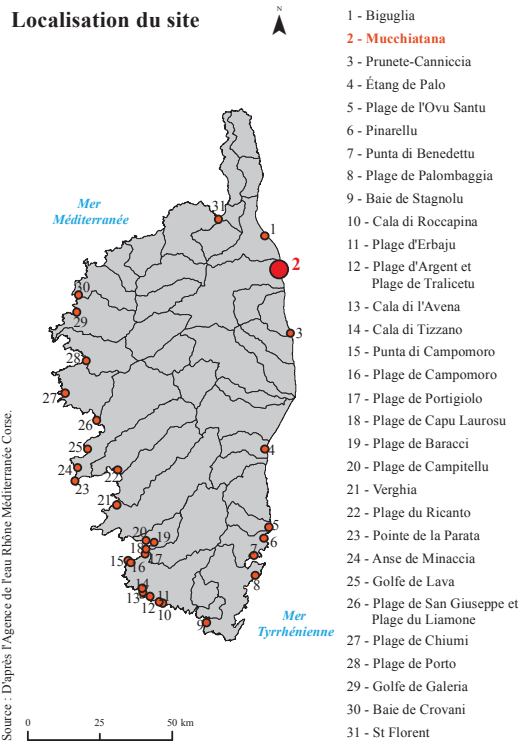 Localisation du site
N
1 - Biguglia
2 - Mucchiatana
3 - Prunete-Canniccia
4 - Étang de Palo
5 - Plage de l'Ovu Santu
6 - Pinarellu
7 - Punta di Benedettu
8 - Plage de Palombaggia
9 - Baie de Stagnolu
10 - Cala di Roccapina
11 - Plage d'Erbaju
12 - Plage d'Argent et
Plage de Tralicetu
13 - Cala di l'Avena
14 - Cala di Tizzano
15 - Punta di Campomoro
16 - Plage de Campomoro
17 - Plage de Portigiolo
18 - Plage de Capu Laurosu
19 - Plage de Baracci
20 - Plage de Campitellu
21 - Verghia
22 - Plage du Ricanto
23 - Pointe de la Parata
24 - Anse de Minaccia
25 - Golfe de Lava
26 - Plage de San Giuseppe et
Plage du Liamone
27 - Plage de Chiumi
28 - Plage de Porto
29 - Golfe de Galeria
30 - Baie de Crovani
31 - St Florent
Mer
Méditerranée
31
1
2
30
29
3
28
27
26
25
4
24
22
23
21
5
20
19
6
18
17
7
15
16
8
14
13
11
12
10
9
Mer
Tyrrhénienne
Source : D'après l'Agence de l'eau Rhône Méditerranée Corse.
0 25 50 km